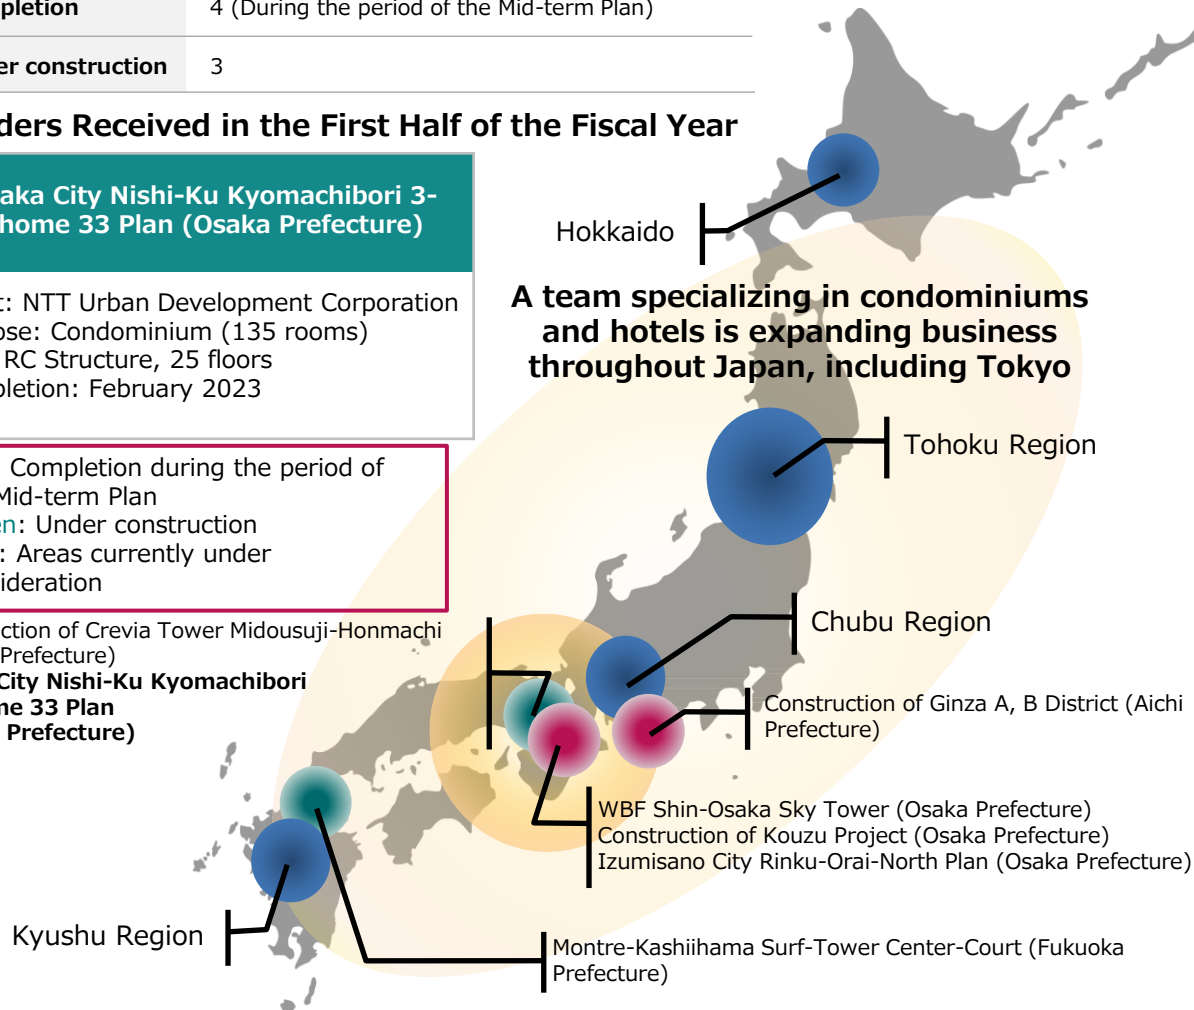 pletion 4 (During the period of the Mid-term Plan)
er construction 3
ders Received in the First Half of the Fiscal Year
aka City Nishi-Ku Kyomachibori 3-
home 33 Plan (Osaka Prefecture)
t: NTT Urban Development Corporation
ose: Condominium (135 rooms)
RC Structure, 25 floors
pletion: February 2023
Completion during the period of
Mid-term Plan
en: Under construction
: Areas currently under
sideration
Hokkaido
A team specializing in condominiums
and hotels is expanding business
throughout Japan, including Tokyo
Tohoku Region
Chubu Region
ction of Crevia Tower Midousuji-Honmachi
Prefecture)
City Nishi-Ku Kyomachibori
me 33 Plan
Prefecture)
Construction of Ginza A, B District (Aichi
Prefecture)
WBF Shin-Osaka Sky Tower (Osaka Prefecture)
Construction of Kouzu Project (Osaka Prefecture)
Izumisano City Rinku-Orai-North Plan (Osaka Prefecture)
Kyushu Region
Montre-Kashiihama Surf-Tower Center-Court (Fukuoka
Prefecture)